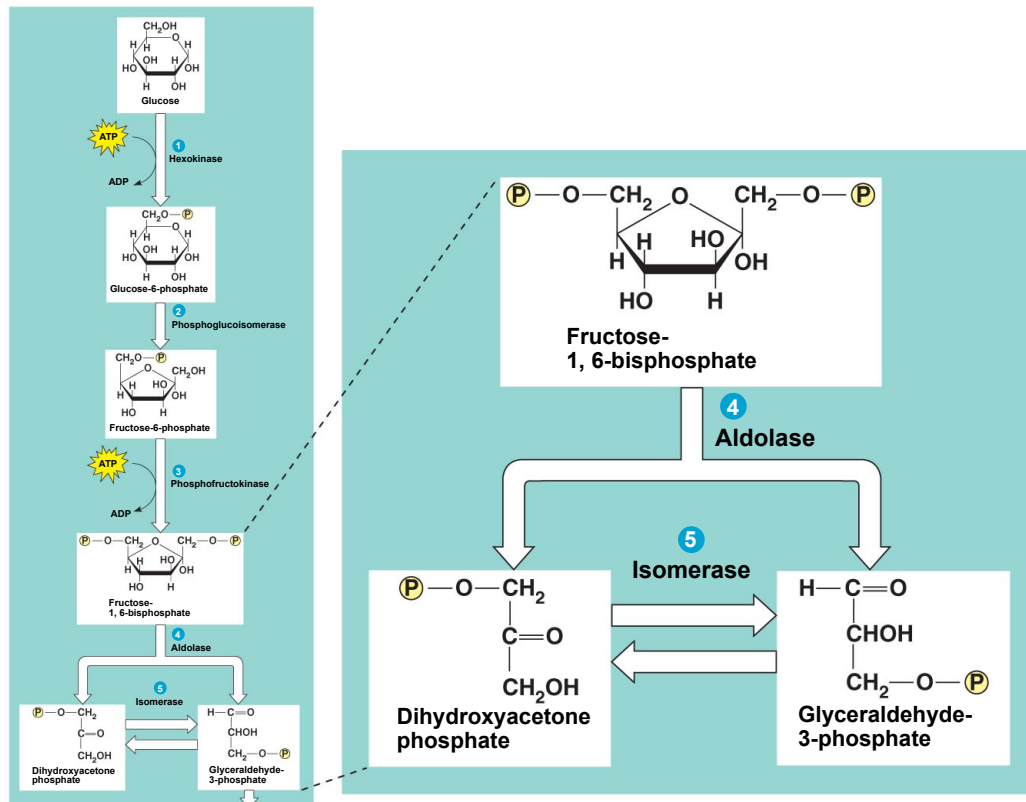 CH₂OH
H
O
H
H
HO
HO
H
OH
H
OH
Glucose
ATP
1
Hexokinase
ADP
CH₂O—P
H
O
H
H
OH
H
HO
OH
H
OH
Glucose-6-phosphate
2
Phosphoglucoisomerase
CH₂O—P
O
CH₂OH
H
H
HO
OH
HO
H
Fructose-6-phosphate
ATP
3
Phosphofructokinase
ADP
P—O—CH₂
O
CH₂—O—P
H
H
HO
OH
HO
H
Fructose-
1, 6-bisphosphate
4
Aldolase
5
Isomerase
P—O—CH₂
C=O
CH₂OH
Dihydroxyacetone
phosphate
H—C=O
CHOH
CH₂—O—P
Glyceraldehyde-
3-phosphate
P—O—CH₂
O
CH₂—O—P
H
H
HO
OH
HO
H
Fructose-
1, 6-bisphosphate
4
Aldolase
5
Isomerase
P—O—CH₂
C=O
CH₂OH
Dihydroxyacetone
phosphate
H—C=O
CHOH
CH₂—O—P
Glyceraldehyde-
3-phosphate